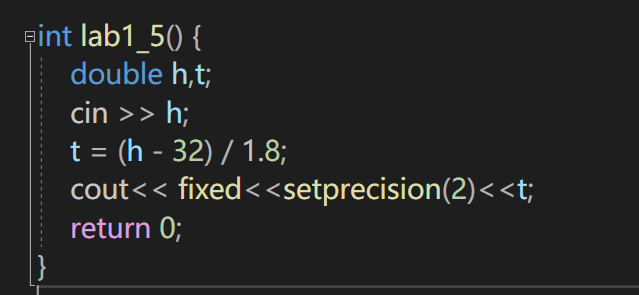 int lab1_5() {
double h,t;
cin >> h;
t = (h - 32) / 1.8;
cout<< fixed<<setprecision(2)<<t;
return 0;
}